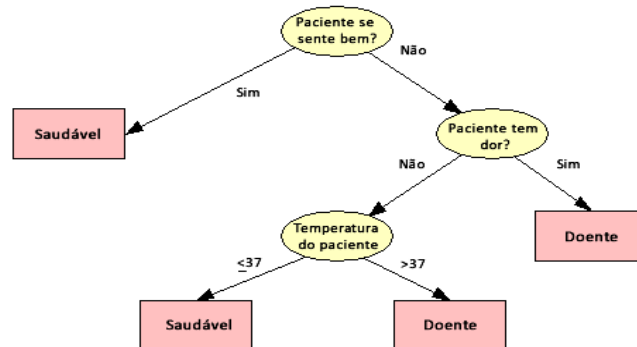 Paciente se
sente bem?
Não
Sim
Saudável
Paciente tem
dor?
Não
Sim
Temperatura
do paciente
Doente
≤37
>37
Saudável
Doente